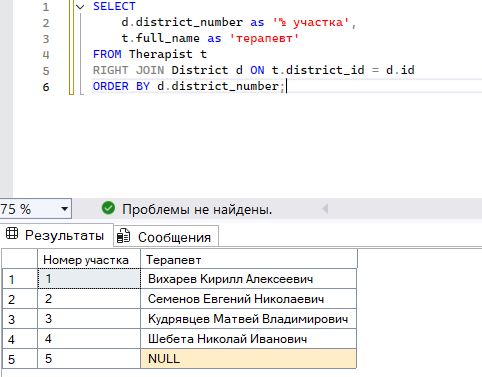 1 SELECT
2 d.district_number as '№ участка',
3 t.full_name as 'терапевт'
4 FROM Therapist t
5 RIGHT JOIN District d ON t.district_id = d.id
6 ORDER BY d.district_number;
75 % Проблемы не найдены.
Результаты Сообщения
Номер участка Терапевт
1 1 Вихарев Кирилл Алексеевич
2 2 Семенов Евгений Николаевич
3 3 Кудрявцев Матвей Владимирович
4 4 Шебета Николай Иванович
5 5 NULL